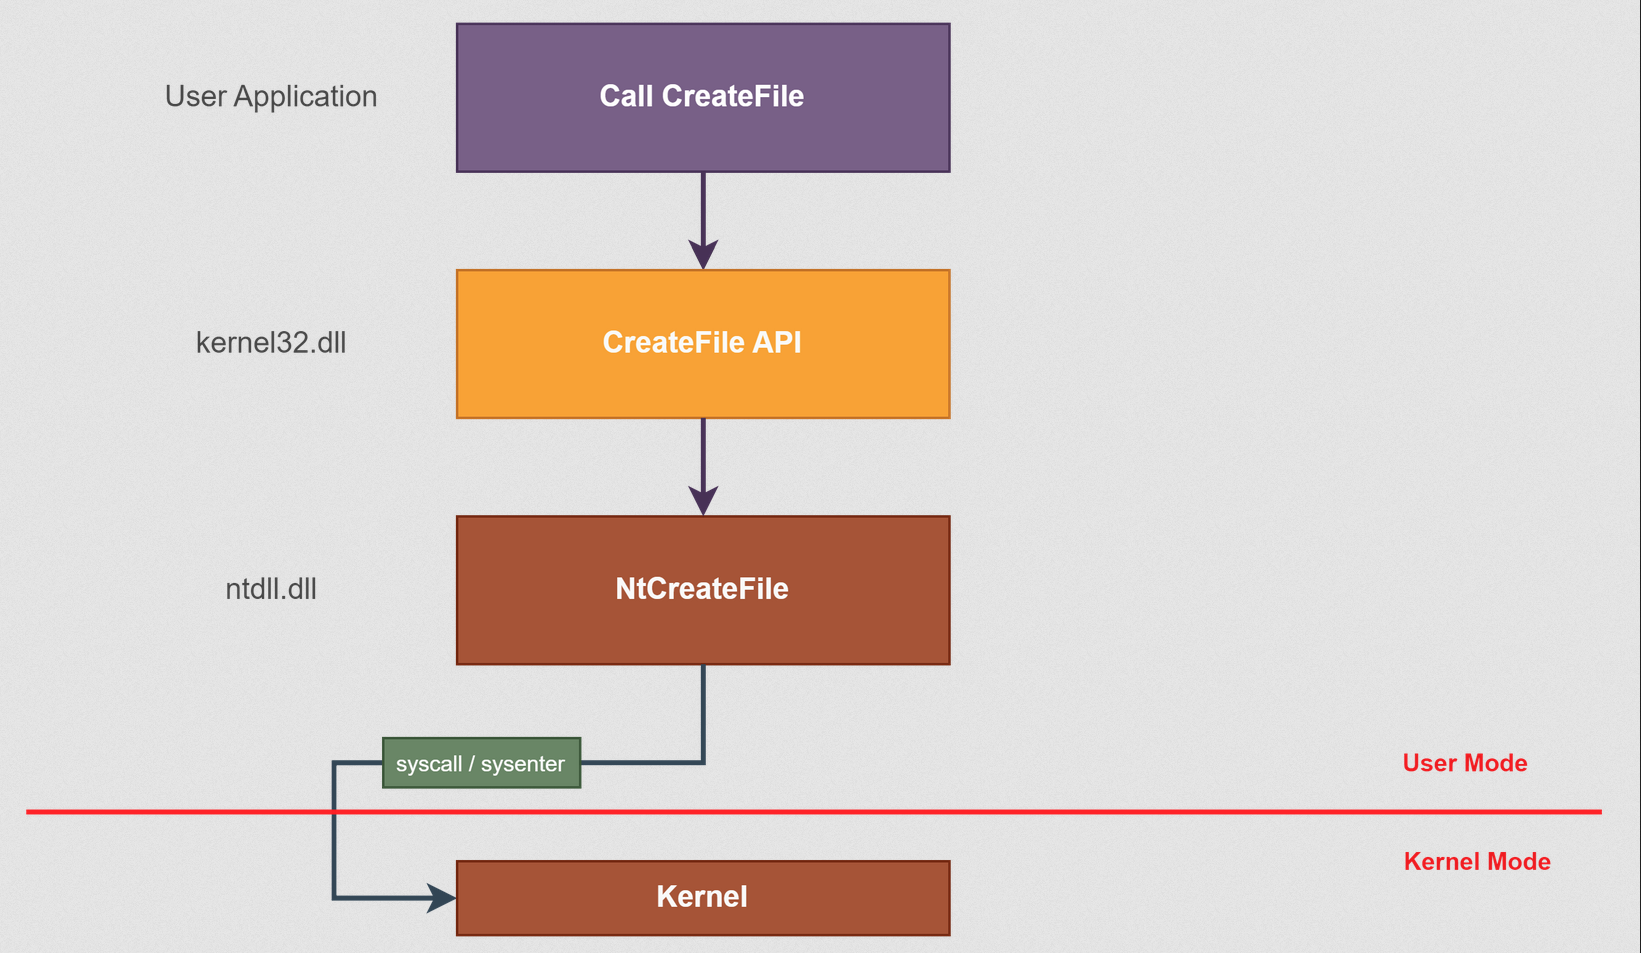 User Application
Call CreateFile
kernel32.dll
CreateFile API
ntdll.dll
NtCreateFile
syscall / sysenter
User Mode
Kernel Mode
Kernel